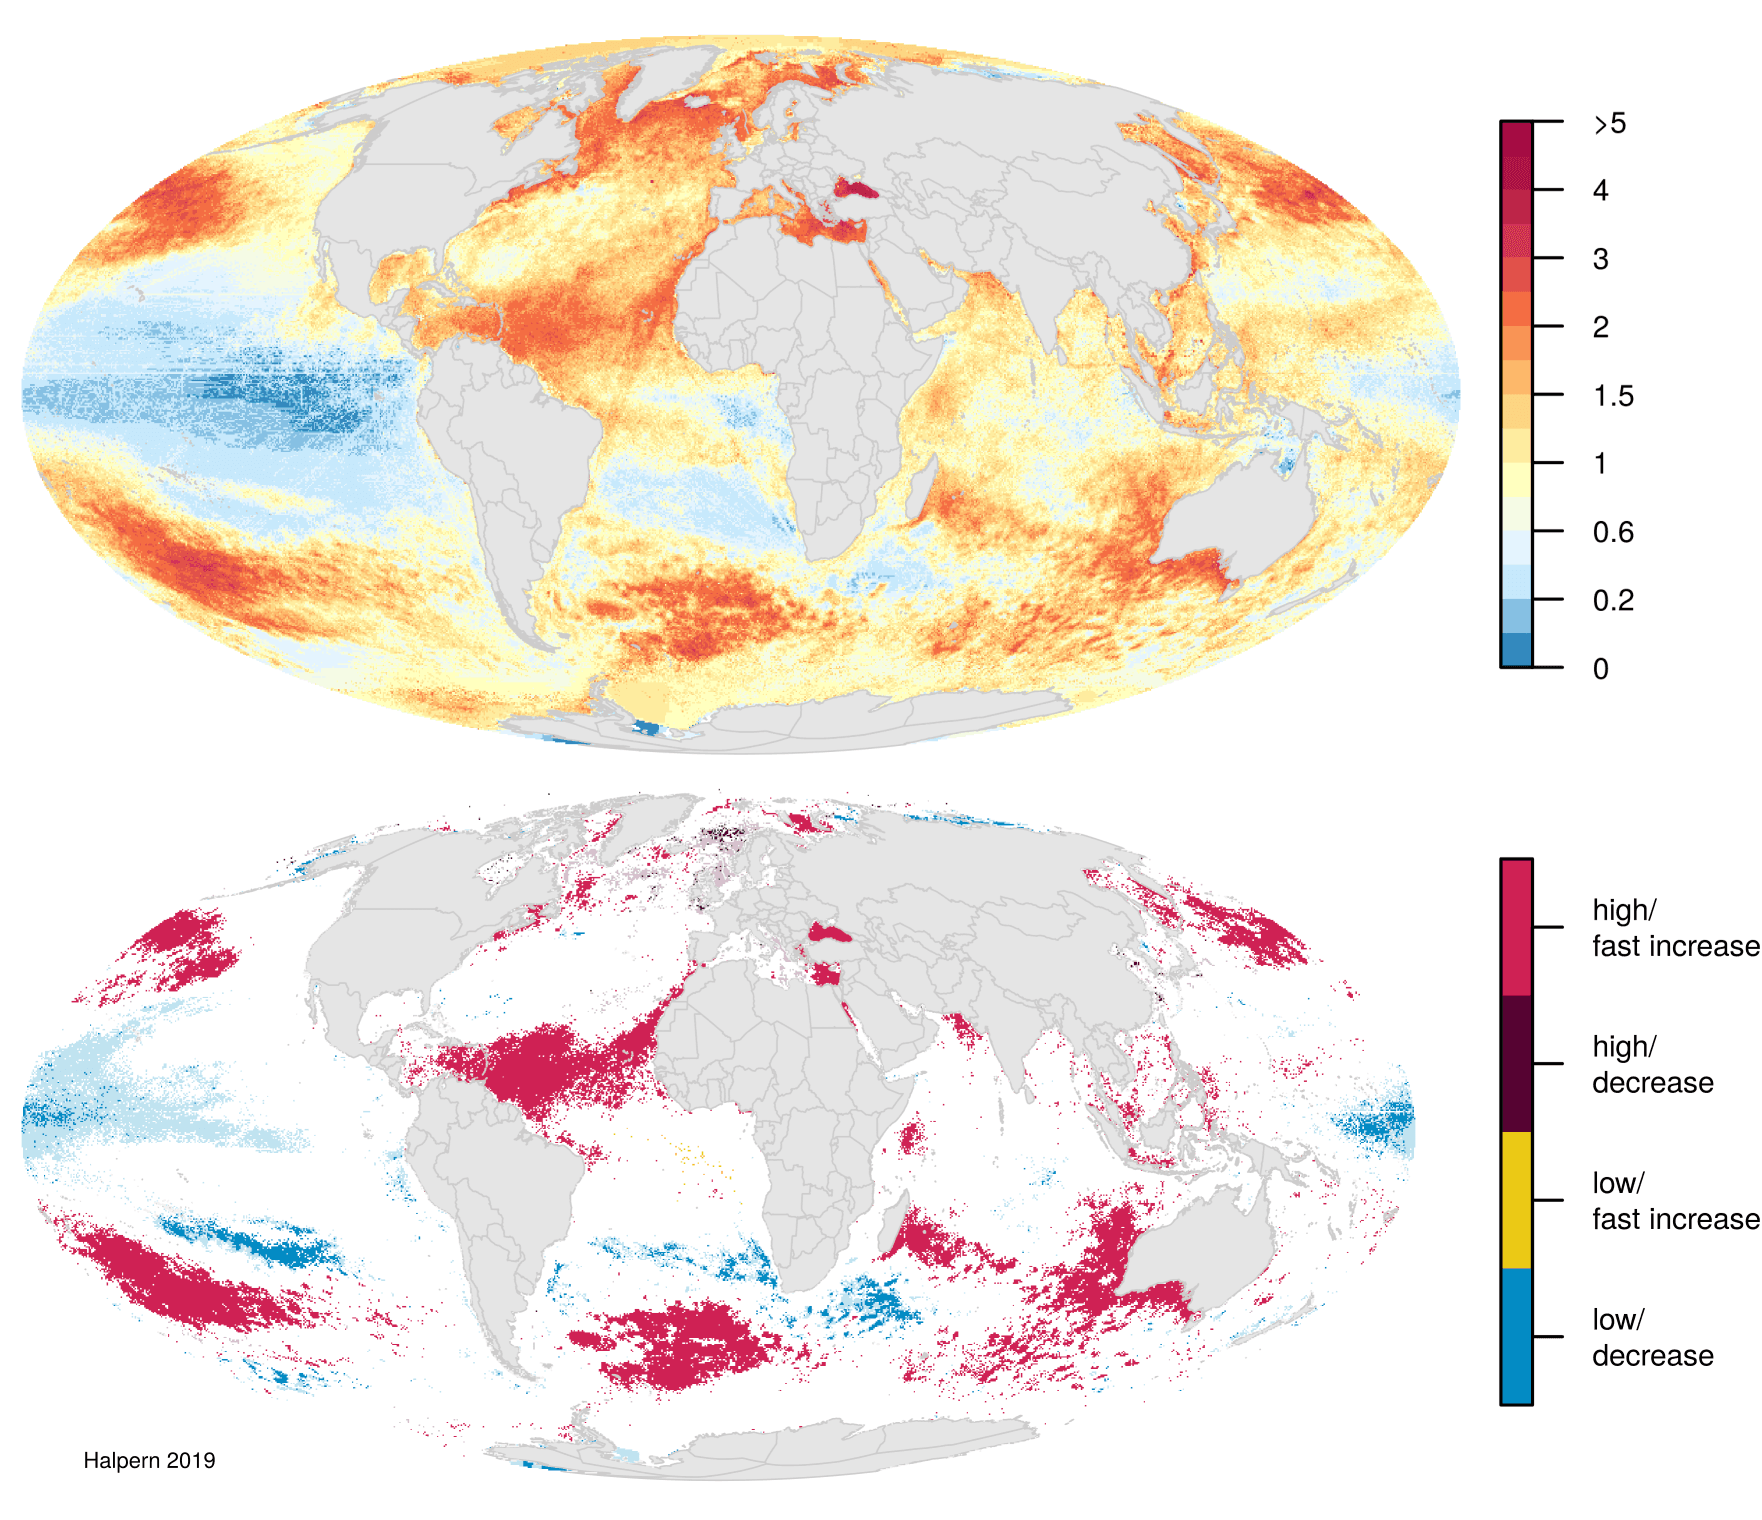 >5
4
3
2
1.5
1
0.6
0.2
0
high/
fast increase
high/
decrease
low/
fast increase
low/
decrease
Halpern 2019